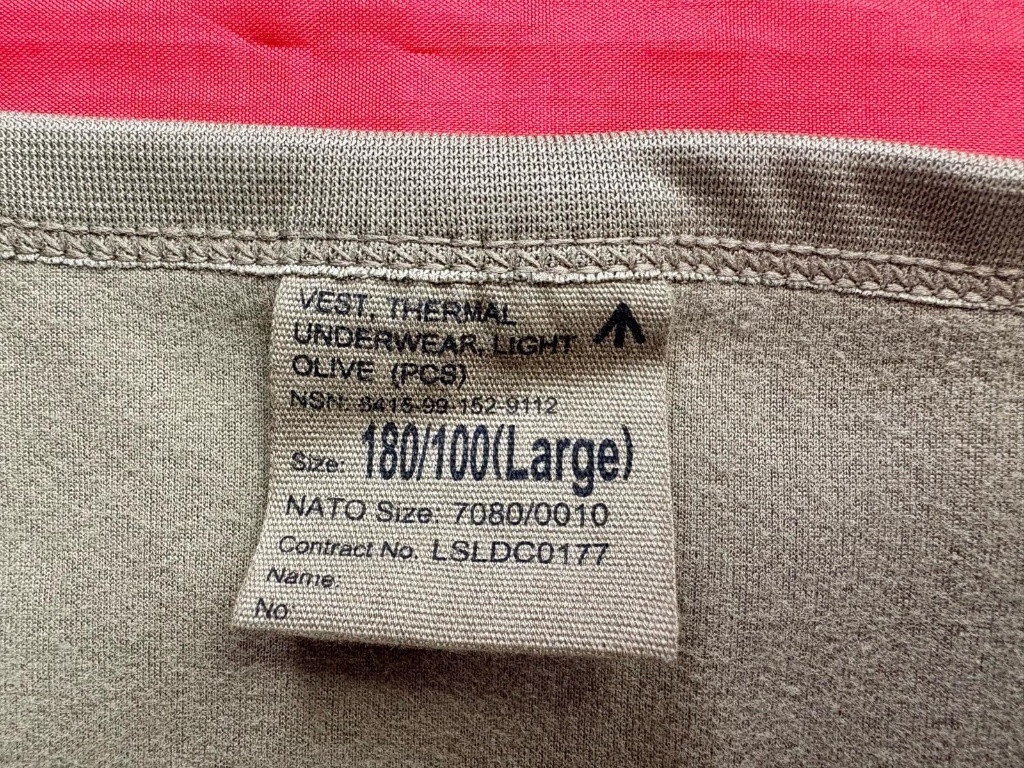 VEST, THERMAL
UNDERWEAR, LIGHT
OLIVE (PCS)
NSN: 8415-99-152-9112
Size: 180/100(Large)
NATO Size: 7080/0010
Contract No. LSLDC0177
Name:
No